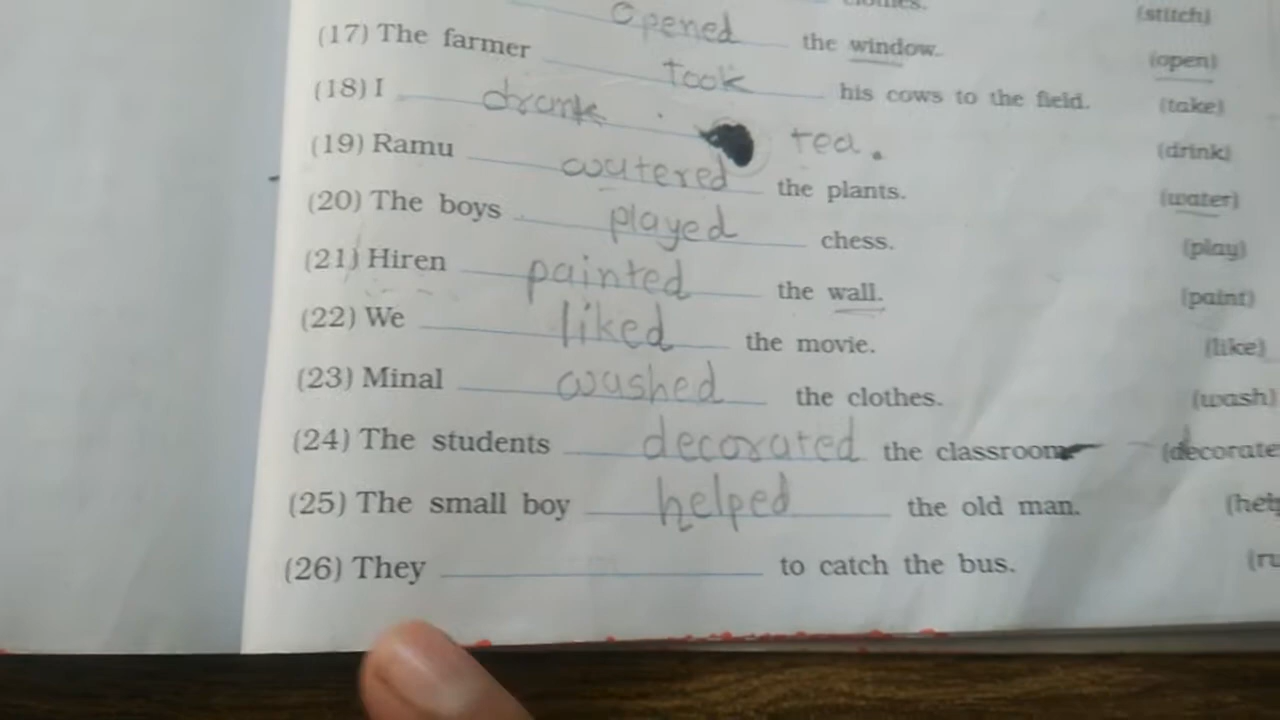 (stitch)
opened the window. (open)
(17) The farmer took his cows to the field. (take)
(18) I drank tea. (drink)
(19) Ramu watered the plants. (water)
(20) The boys played chess. (play)
(21) Hiren painted the wall. (paint)
(22) We liked the movie. (like)
(23) Minal washed the clothes. (wash)
(24) The students decorated the classroom (decorate
(25) The small boy helped the old man.
(26) They to catch the bus.